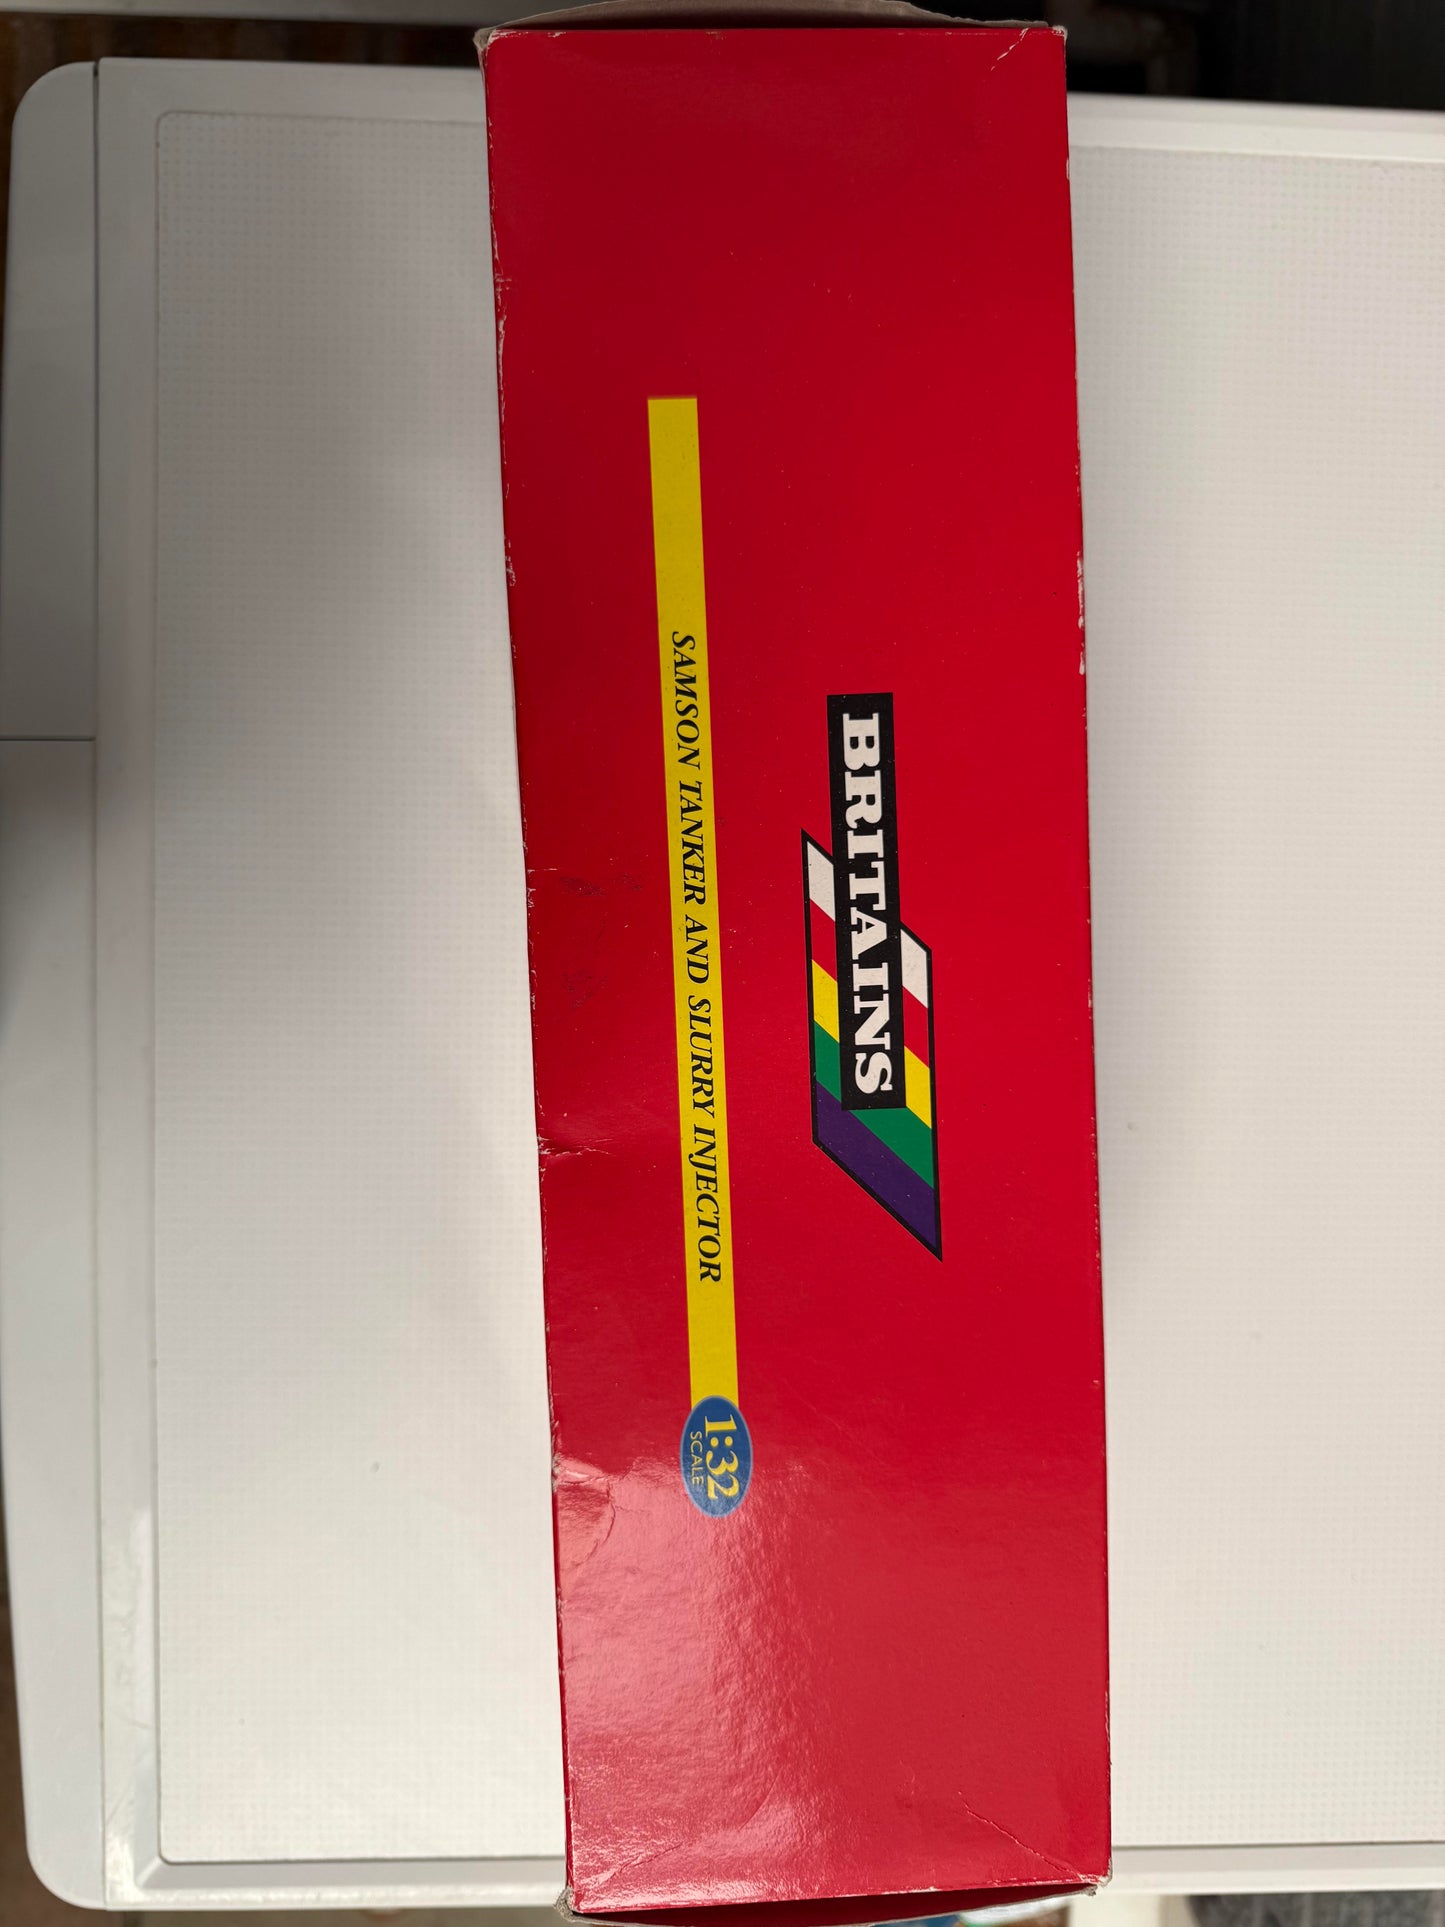 BRITAINS
SAMSON TANKER AND SLURRY INJECTOR
1:32
SCALE